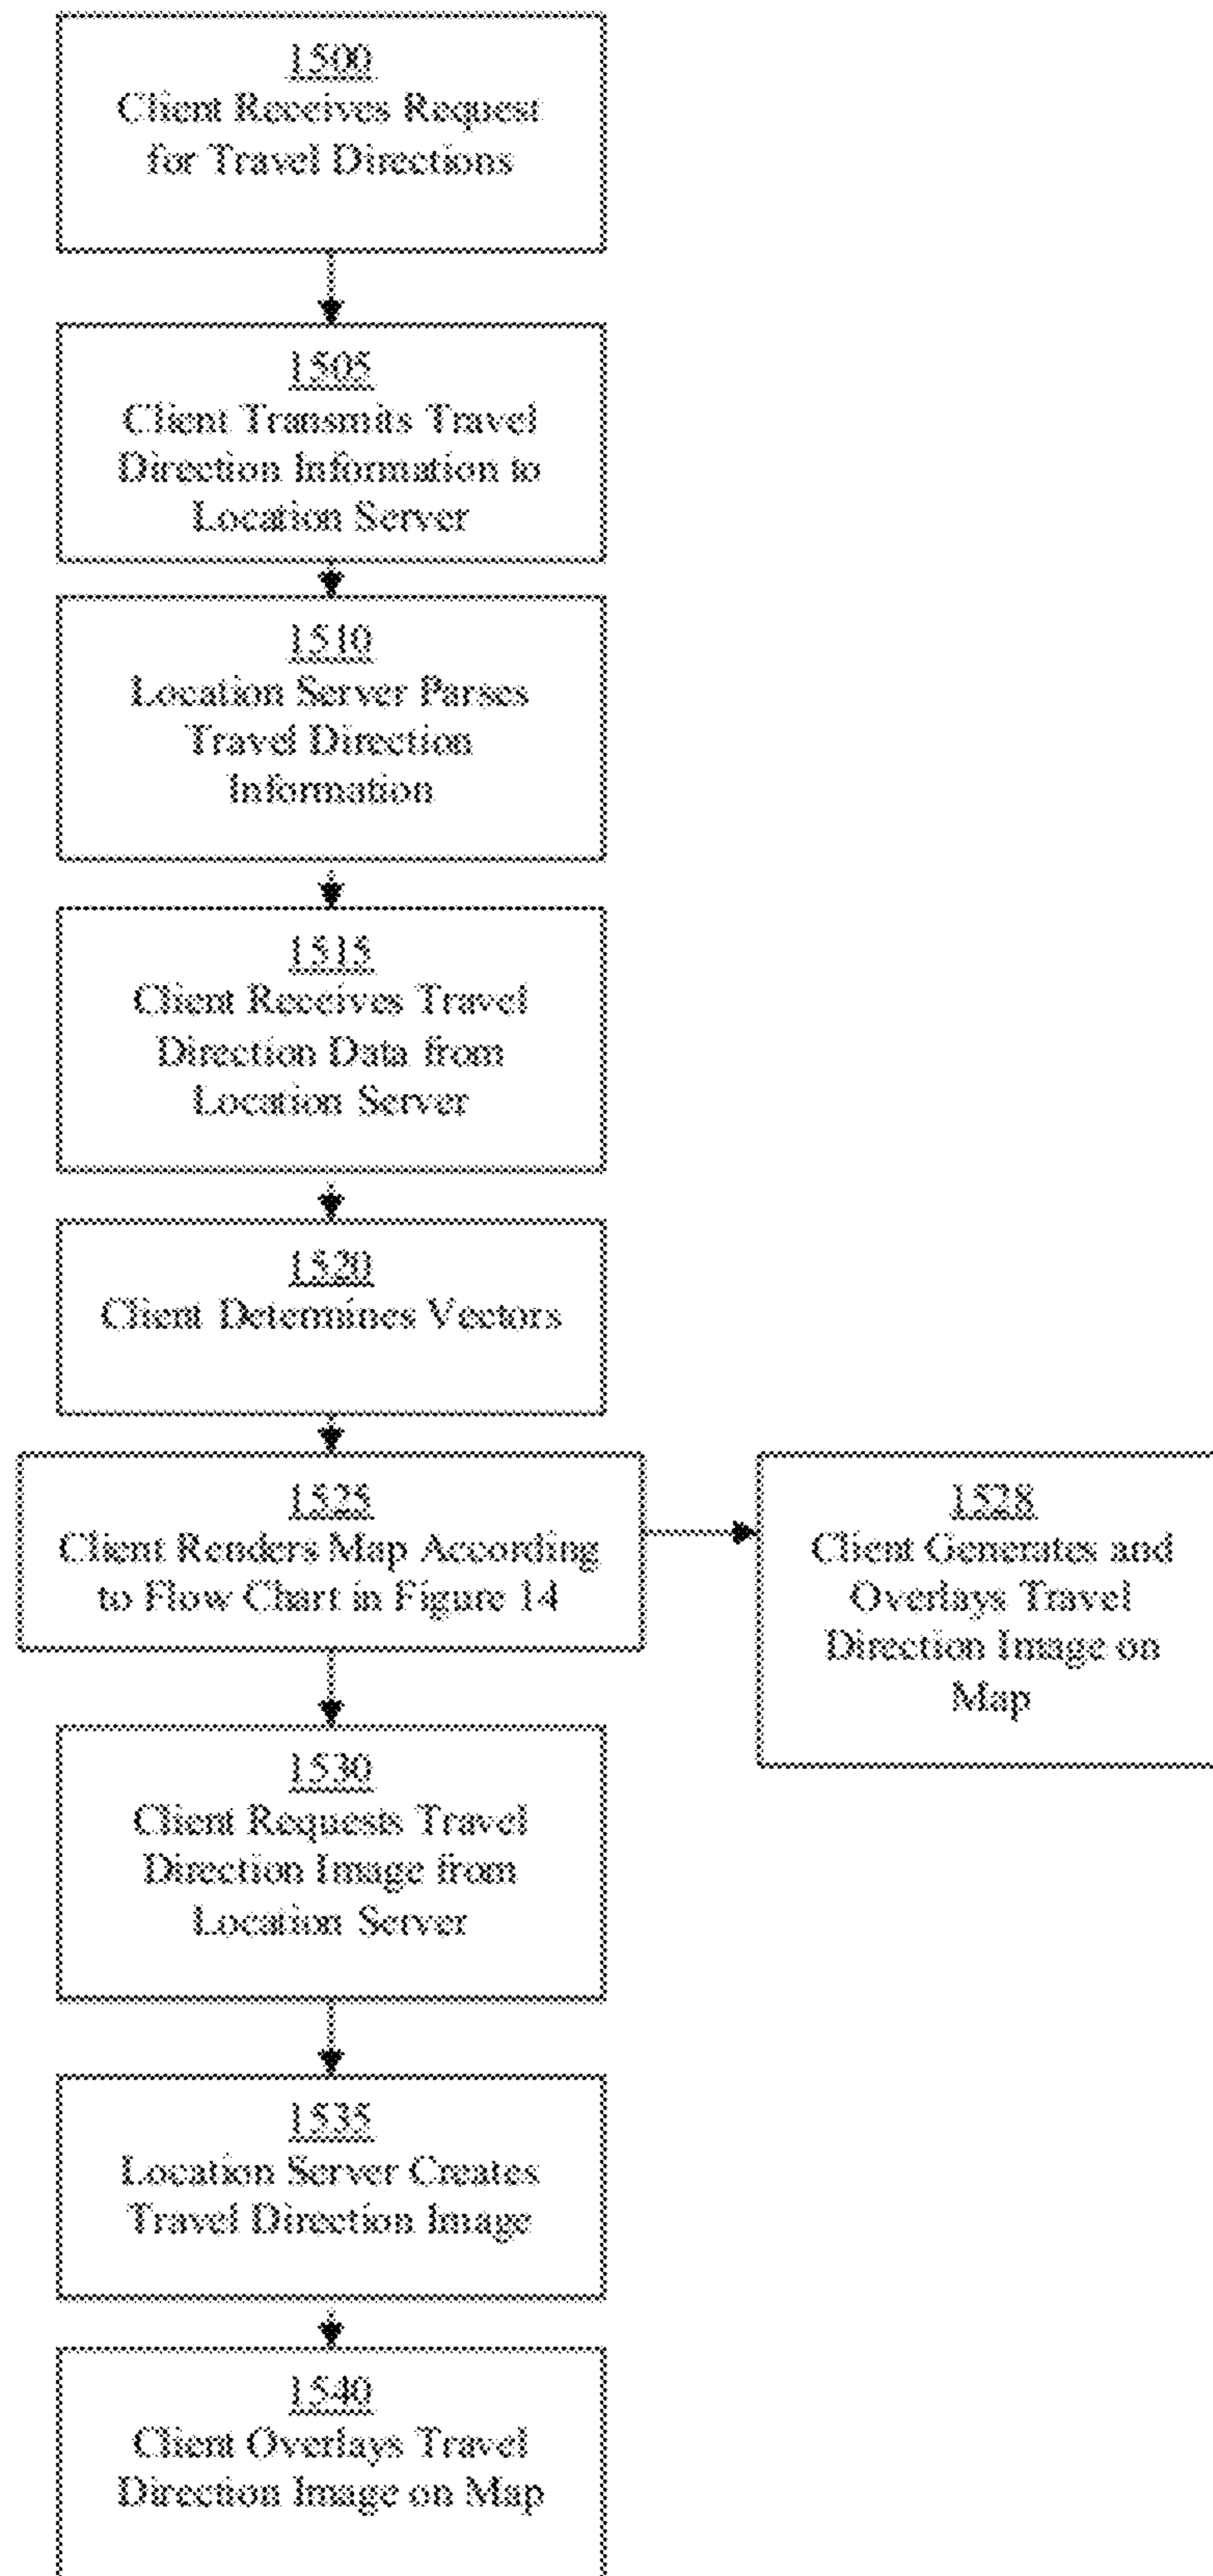 1500
Client Receives Request
for Travel Directions
1505
Client Transmits Travel
Direction Information to
Location Server
1510
Location Server Parses
Travel Direction
Information
1515
Client Receives Travel
Direction Data from
Location Server
1520
Client Determines Vectors
1525
Client Renders Map According
to Flow Chart in Figure 14
1528
Client Generates and
Overlays Travel
Direction Image on
Map
1530
Client Requests Travel
Direction Image from
Location Server
1535
Location Server Creates
Travel Direction Image
1540
Client Overlays Travel
Direction Image on Map